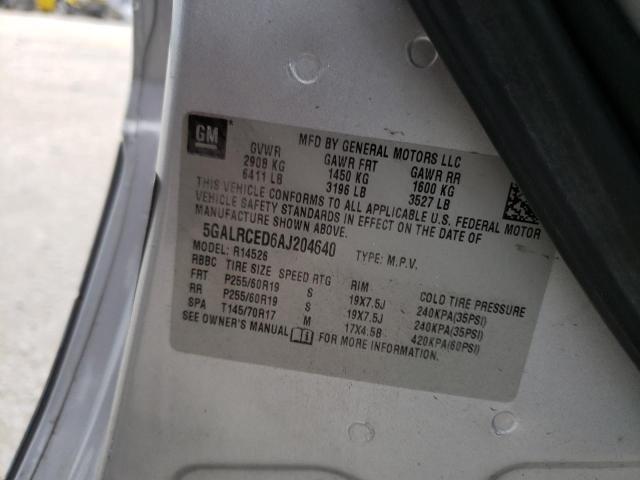 GM
MFD BY GENERAL MOTORS LLC
GVWR GAWR FRT GAWR RR
2908 KG 1450 KG 1600 KG
6411 LB 3196 LB 3527 LB
THIS VEHICLE CONFORMS TO ALL APPLICABLE U.S. FEDERAL MOTOR
VEHICLE SAFETY STANDARDS IN EFFECT ON THE DATE OF
MANUFACTURE SHOWN ABOVE.
5GALRCED6AJ204640 TYPE: M.P.V.
MODEL: R14526
RBBC TIRE SIZE SPEED RTG RIM COLD TIRE PRESSURE
FRT P255/60R19 S 19X7.5J 240KPA(35PSI)
RR P255/60R19 S 19X7.5J 240KPA(35PSI)
SPA T145/70R17 M 17X4.5B 420KPA(60PSI)
SEE OWNER'S MANUAL FOR MORE INFORMATION.